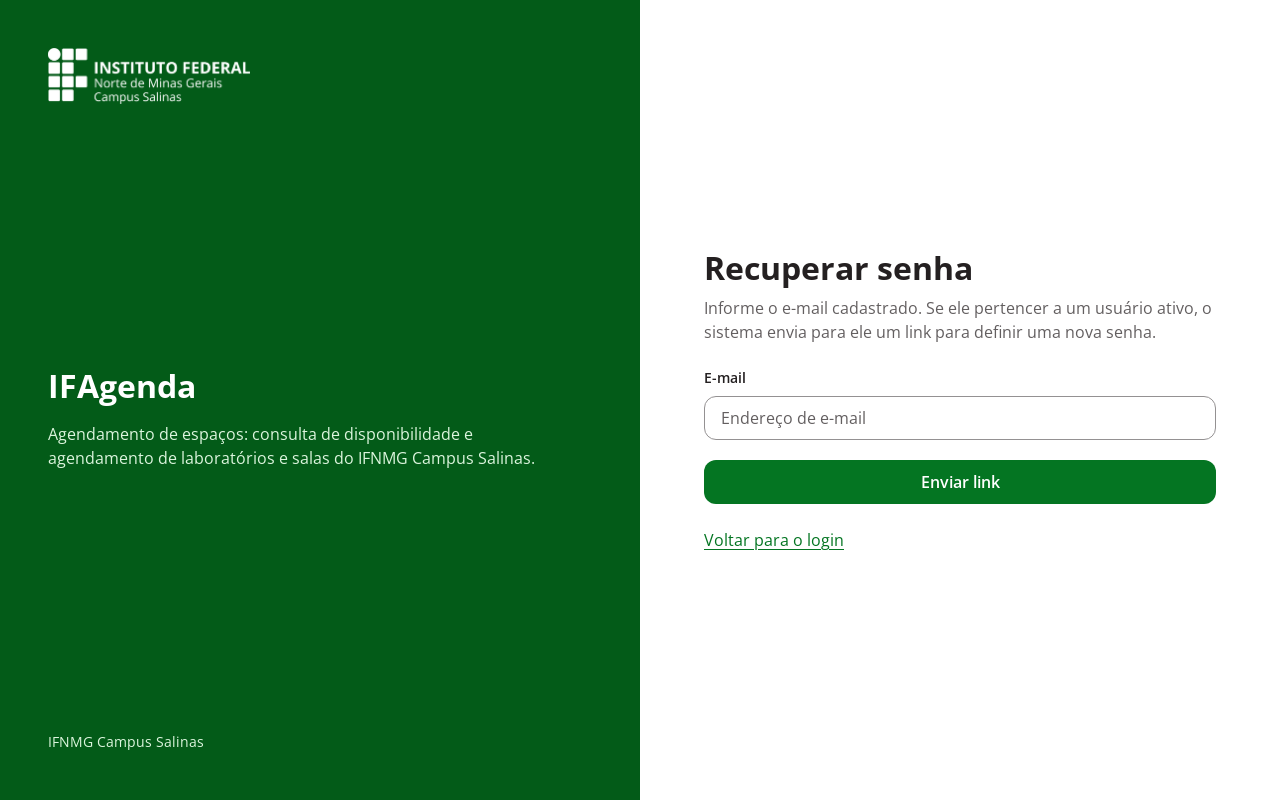 INSTITUTO FEDERAL
Norte de Minas Gerais
Campus Salinas
IFAgenda
Agendamento de espaços: consulta de disponibilidade e
agendamento de laboratórios e salas do IFNMG Campus Salinas.
IFNMG Campus Salinas
Recuperar senha
Informe o e-mail cadastrado. Se ele pertencer a um usuário ativo, o
sistema envia para ele um link para definir uma nova senha.
E-mail
Endereço de e-mail
Enviar link
Voltar para o login